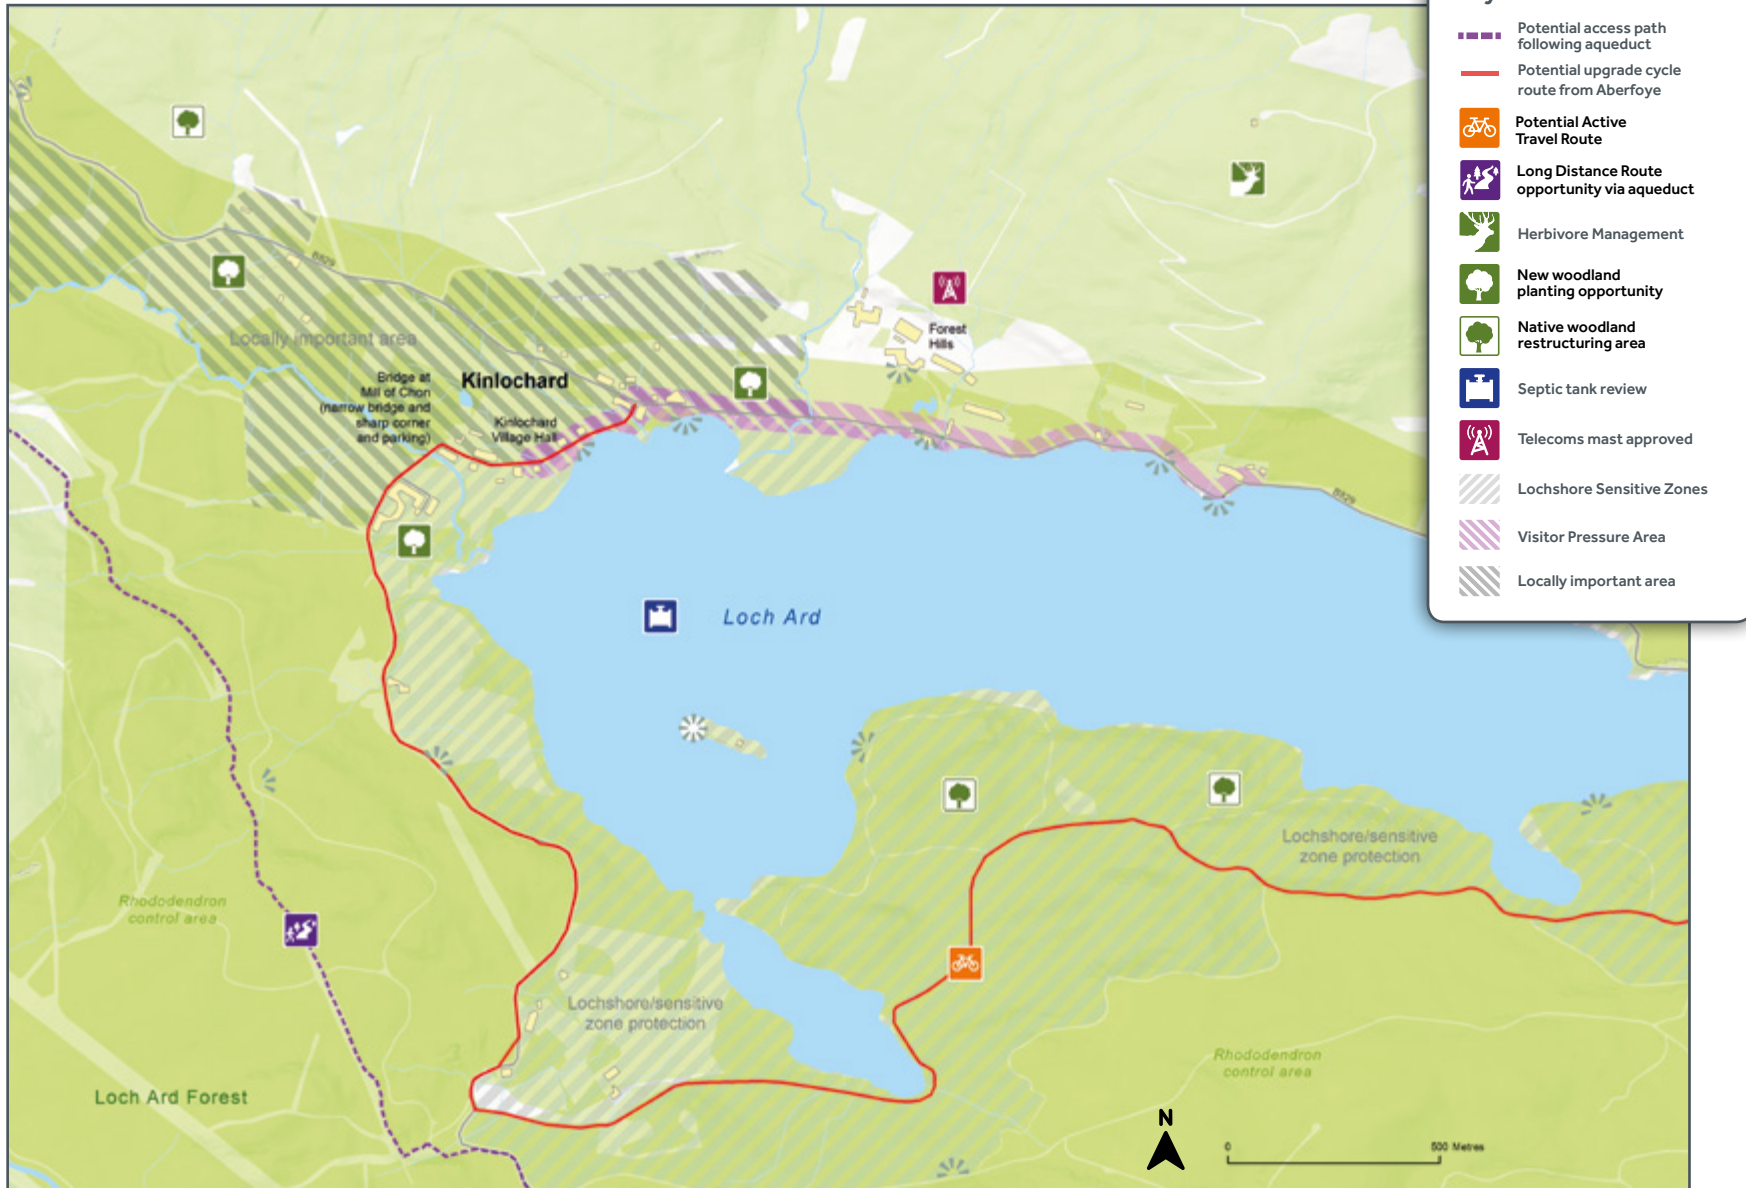 Potential access path
following aqueduct
Potential upgrade cycle
route from Aberfoye
Potential Active
Travel Route
Long Distance Route
opportunity via aqueduct
Herbivore Management
New woodland
planting opportunity
Native woodland
restructuring area
Septic tank review
Telecoms mast approved
Lochshore Sensitive Zones
Visitor Pressure Area
Locally important area
B829
Locally important area
Forest
Hills
Bridge at
Mill of Chon
(narrow bridge and
sharp corner
and parking)
Kinlochard
Kinlochard
Village Hall
B829
Loch Ard
Lochshore/sensitive
zone protection
Rhododendron
control area
Lochshore/sensitive
zone protection
Rhododendron
control area
Loch Ard Forest
N
0
500 Metres